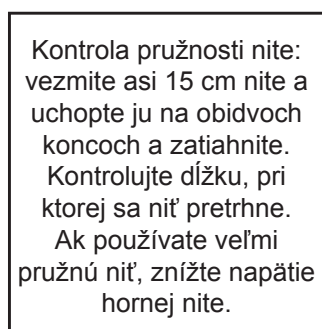 Kontrola pružnosti nite:
vezmite asi 15 cm nite a
uchopte ju na obidvoch
koncoch a zatiahnite.
Kontrolujte dĺžku, pri
ktorej sa niť pretrhne.
Ak používate veľmi
pružnú niť, znížte napätie
hornej nite.